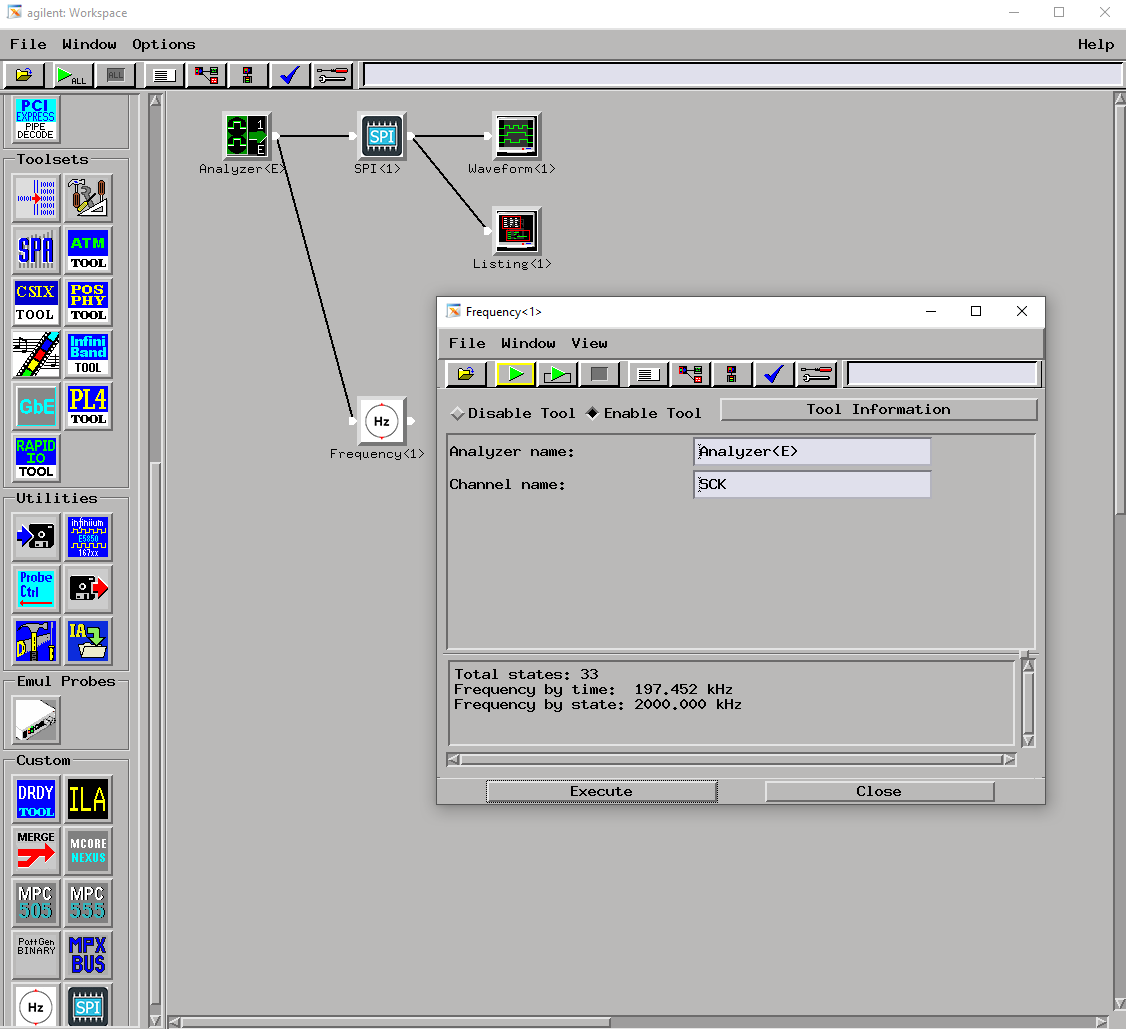 agilent: Workspace
File Window Options Help
ALL ALL
PCI
EXPRESS
PIPE
DECODE
Toolsets
SPA
ATM
TOOL
CSIX
TOOL
POS
PHY
TOOL
Infini
Band
TOOL
GbE
PL4
TOOL
RAPID
IO
TOOL
Utilities
infiniium
E5850
167xx
Probe
Ctrl
IA
Emul Probes
Custom
DRDY
TOOL
ILA
MERGE
MCORE
NEXUS
MPC
505
MPC
555
PattGen
BINARY
MPX
BUS
Hz
SPI
1
E
Analyzer<E>
SPI
SPI<1>
Waveform<1>
Listing<1>
Hz
Frequency<1>
Frequency<1>
File Window View
Disable Tool Enable Tool Tool Information
Analyzer name: Analyzer<E>
Channel name: SCK
Total states: 33
Frequency by time: 197.452 kHz
Frequency by state: 2000.000 kHz
Execute Close